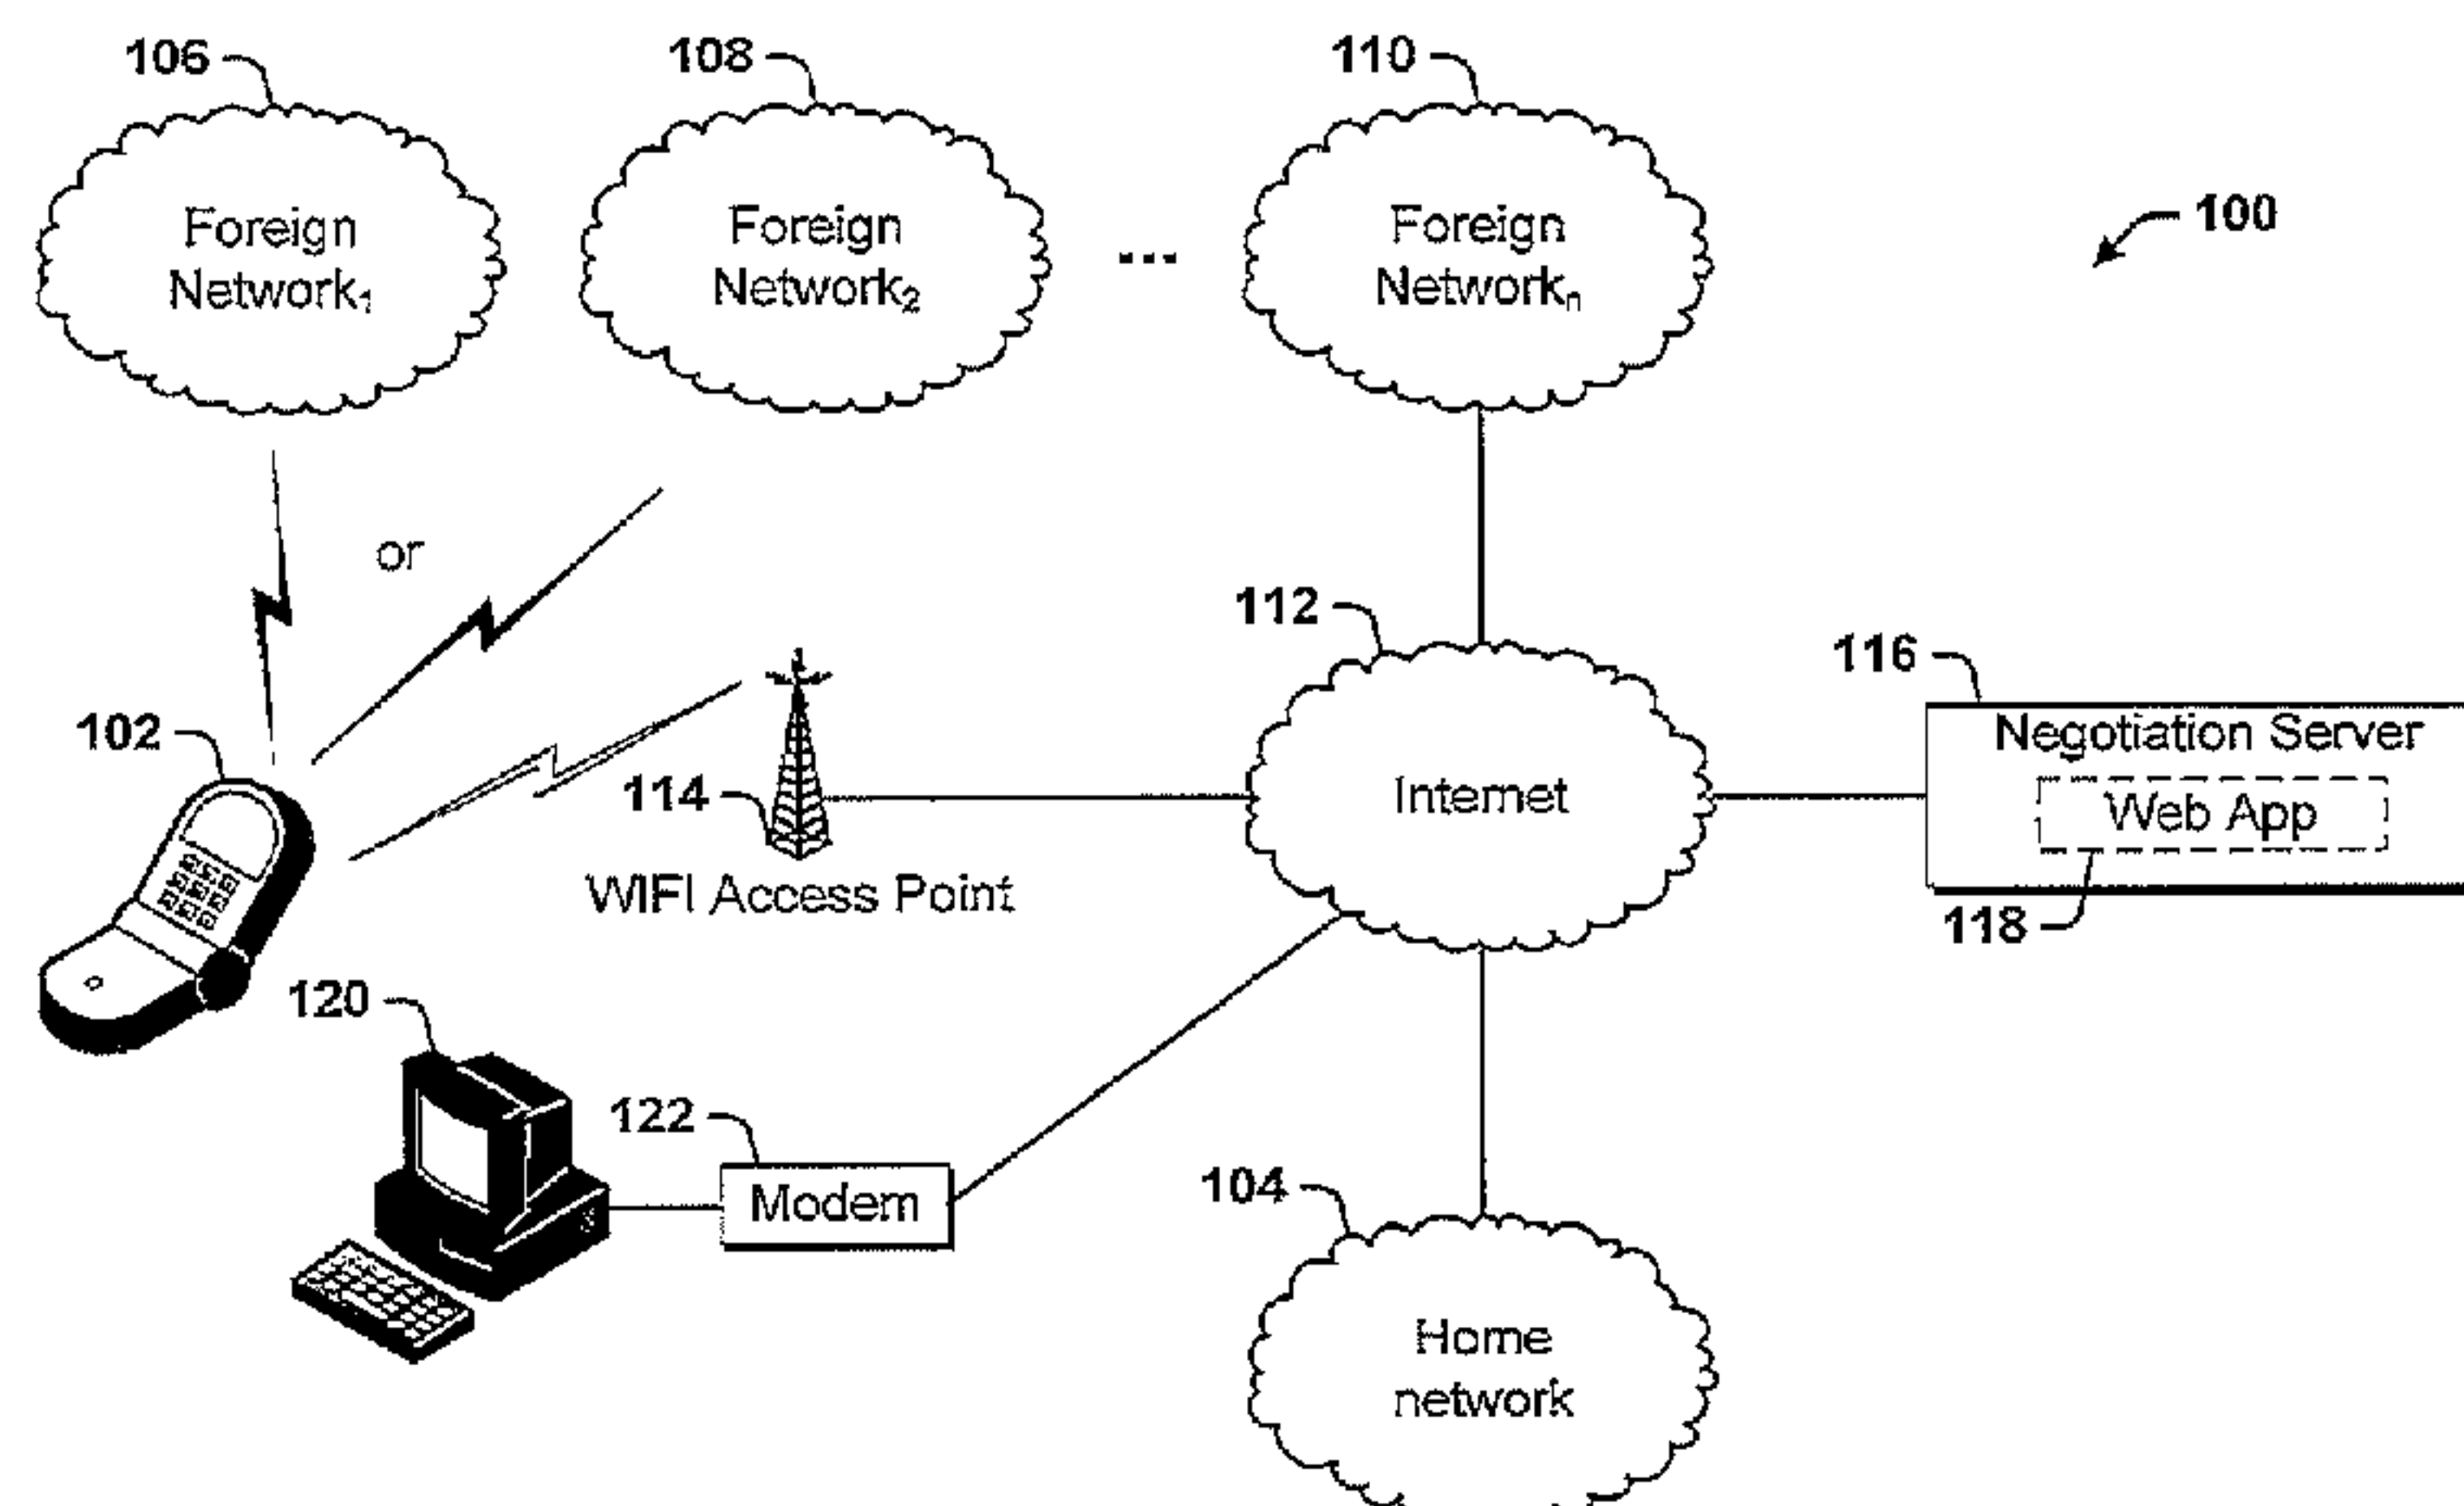 106
108
110
Foreign
Network₁
Foreign
Network₂
...
Foreign
Networkₙ
100
or
112
116
Negotiation Server
Web App
118
102
114
Internet
WIFI Access Point
120
122
Modem
104
Home
network